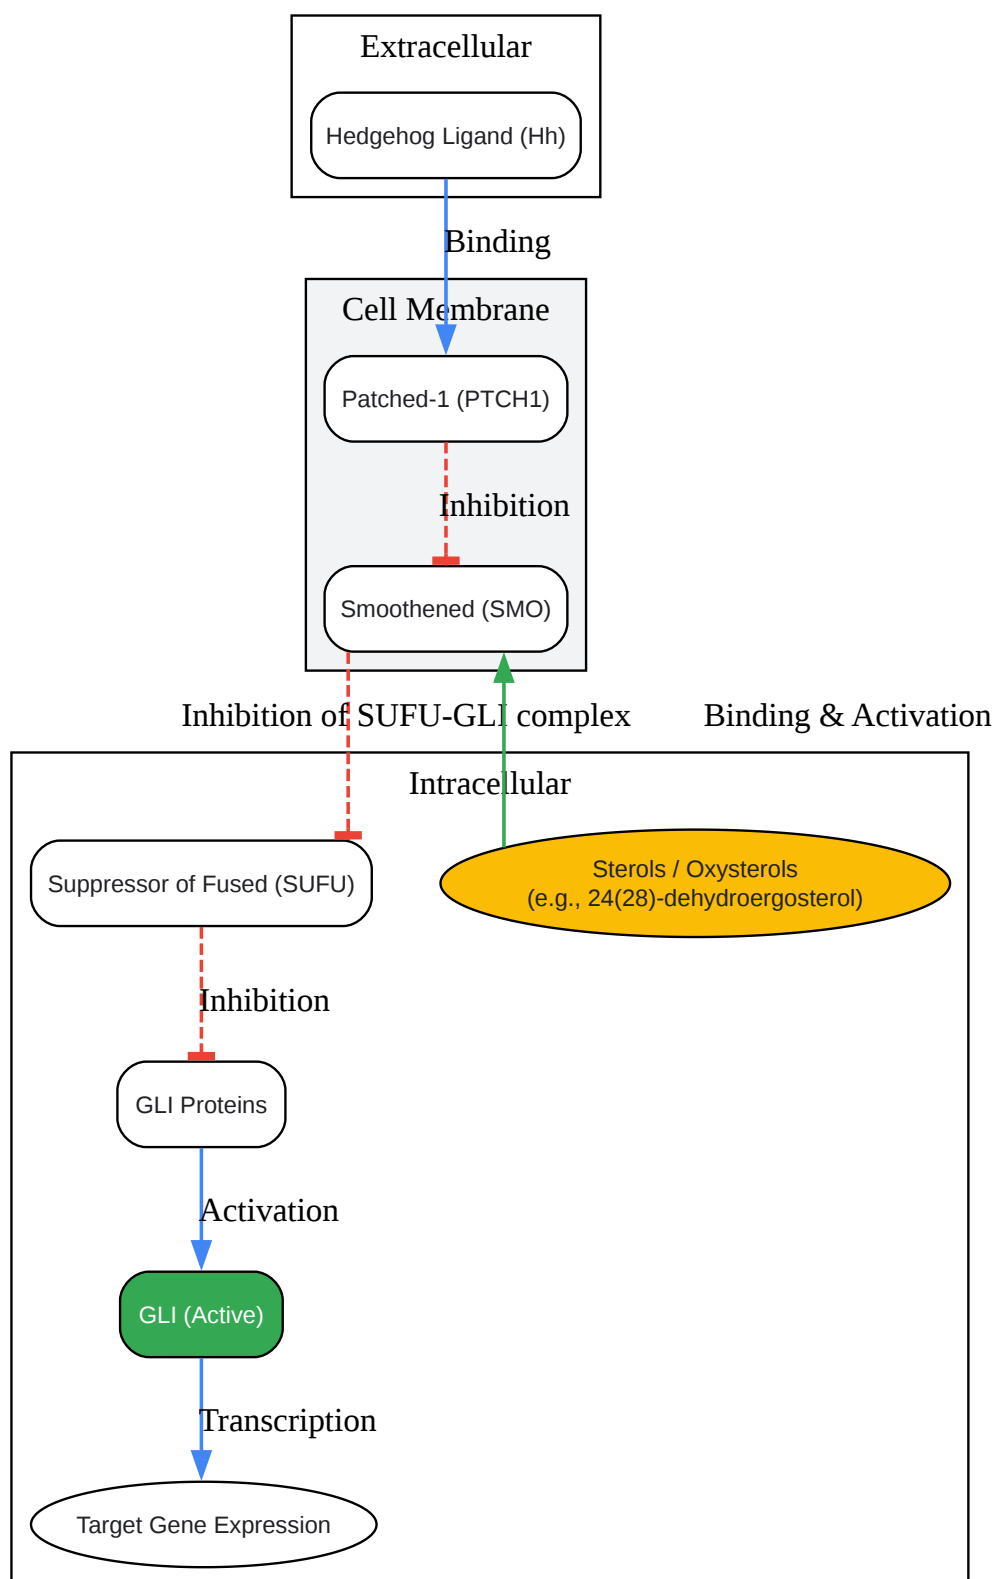 Extracellular
Hedgehog Ligand (Hh)
Binding
Cell Membrane
Patched-1 (PTCH1)
Inhibition
Smoothened (SMO)
Inhibition of SUFU-GLI complex
Binding & Activation
Intracellular
Suppressor of Fused (SUFU)
Sterols / Oxysterols
(e.g., 24(28)-dehydroergosterol)
Inhibition
GLI Proteins
Activation
GLI (Active)
Transcription
Target Gene Expression